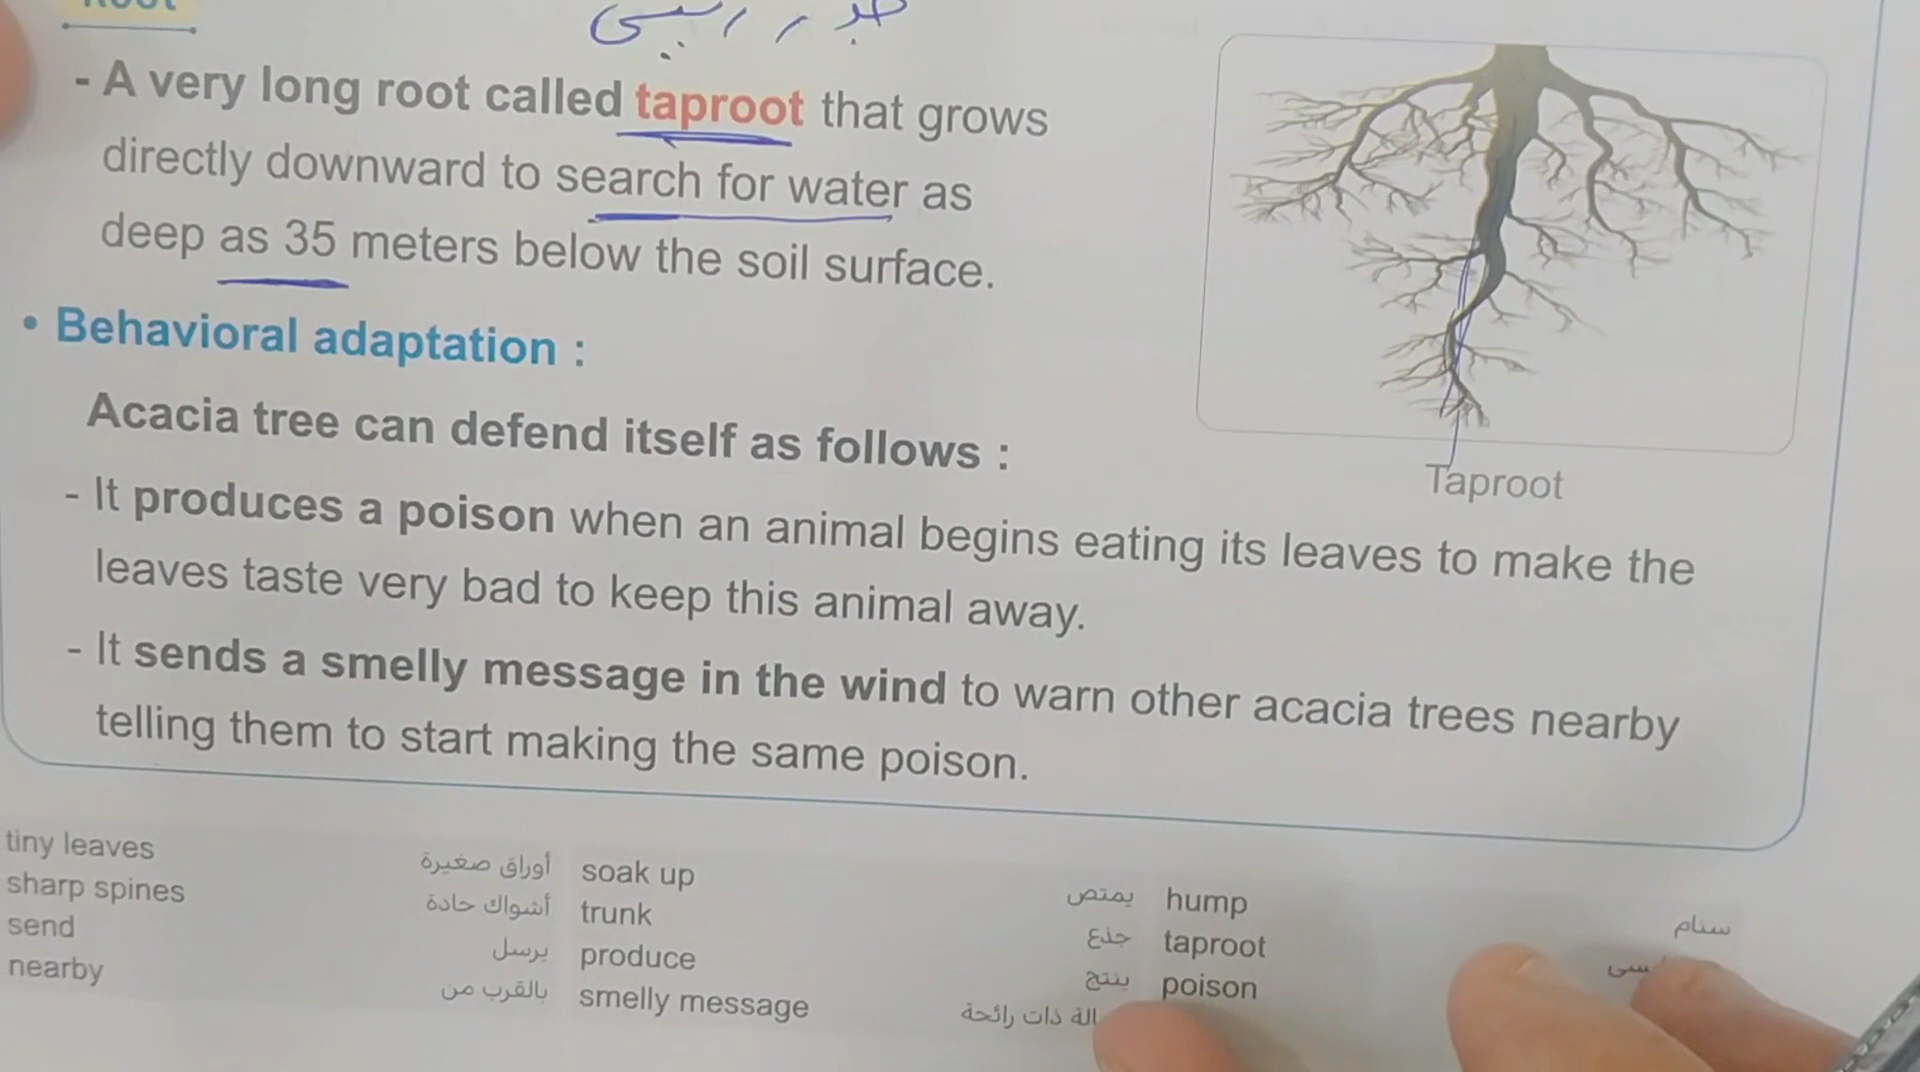 Root
جذر رئيسى
- A very long root called taproot that grows
directly downward to search for water as
deep as 35 meters below the soil surface.
• Behavioral adaptation :
Acacia tree can defend itself as follows :
Taproot
- It produces a poison when an animal begins eating its leaves to make the
leaves taste very bad to keep this animal away.
- It sends a smelly message in the wind to warn other acacia trees nearby
telling them to start making the same poison.
tiny leaves أوراق صغيرة
sharp spines أشواك حادة
send يرسل
nearby بالقرب من
soak up يمتص
trunk جذع
produce ينتج
smelly message ذات رائحة
hump سنام
taproot
poison